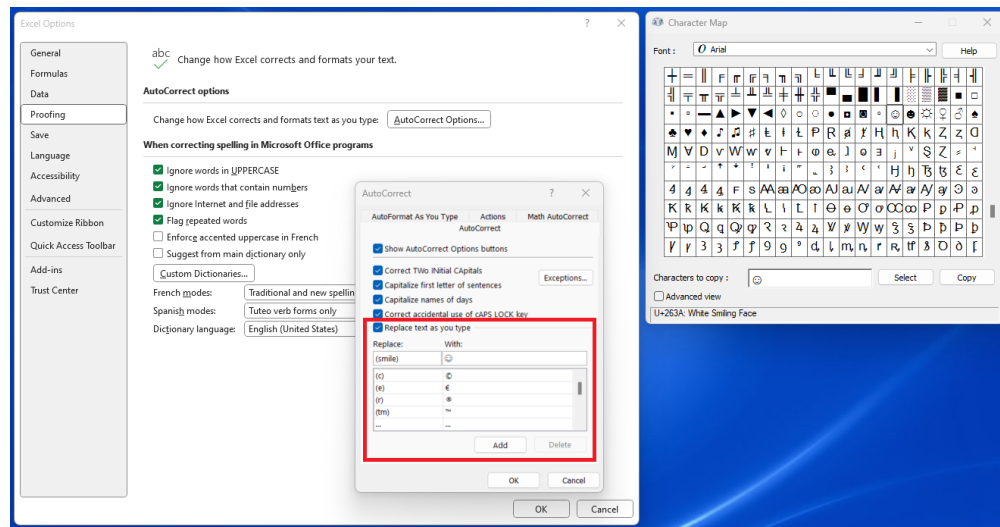 Excel Options
?
General
Formulas
Data
Proofing
Save
Language
Accessibility
Advanced
Customize Ribbon
Quick Access Toolbar
Add-ins
Trust Center
abc
Change how Excel corrects and formats your text.
AutoCorrect options
Change how Excel corrects and formats text as you type:
AutoCorrect Options...
When correcting spelling in Microsoft Office programs
Ignore words in UPPERCASE
Ignore words that contain numbers
Ignore Internet and file addresses
Flag repeated words
Enforce accented uppercase in French
Suggest from main dictionary only
Custom Dictionaries...
French modes:
Traditional and new spellin
Spanish modes:
Tuteo verb forms only
Dictionary language:
English (United States)
OK
Cancel
AutoCorrect
?
AutoFormat As You Type
Actions
Math AutoCorrect
AutoCorrect
Show AutoCorrect Options buttons
Correct TWo INitial CApitals
Capitalize first letter of sentences
Exceptions...
Capitalize names of days
Correct accidental use of cAPS LOCK key
Replace text as you type
Replace:
With:
(smile)
☺
(c)
©
(e)
€
(r)
®
(tm)
™
...
...
Add
Delete
OK
Cancel
Character Map
Font :
O Arial
Help
Characters to copy :
☺
Select
Copy
Advanced view
U+263A: White Smiling Face